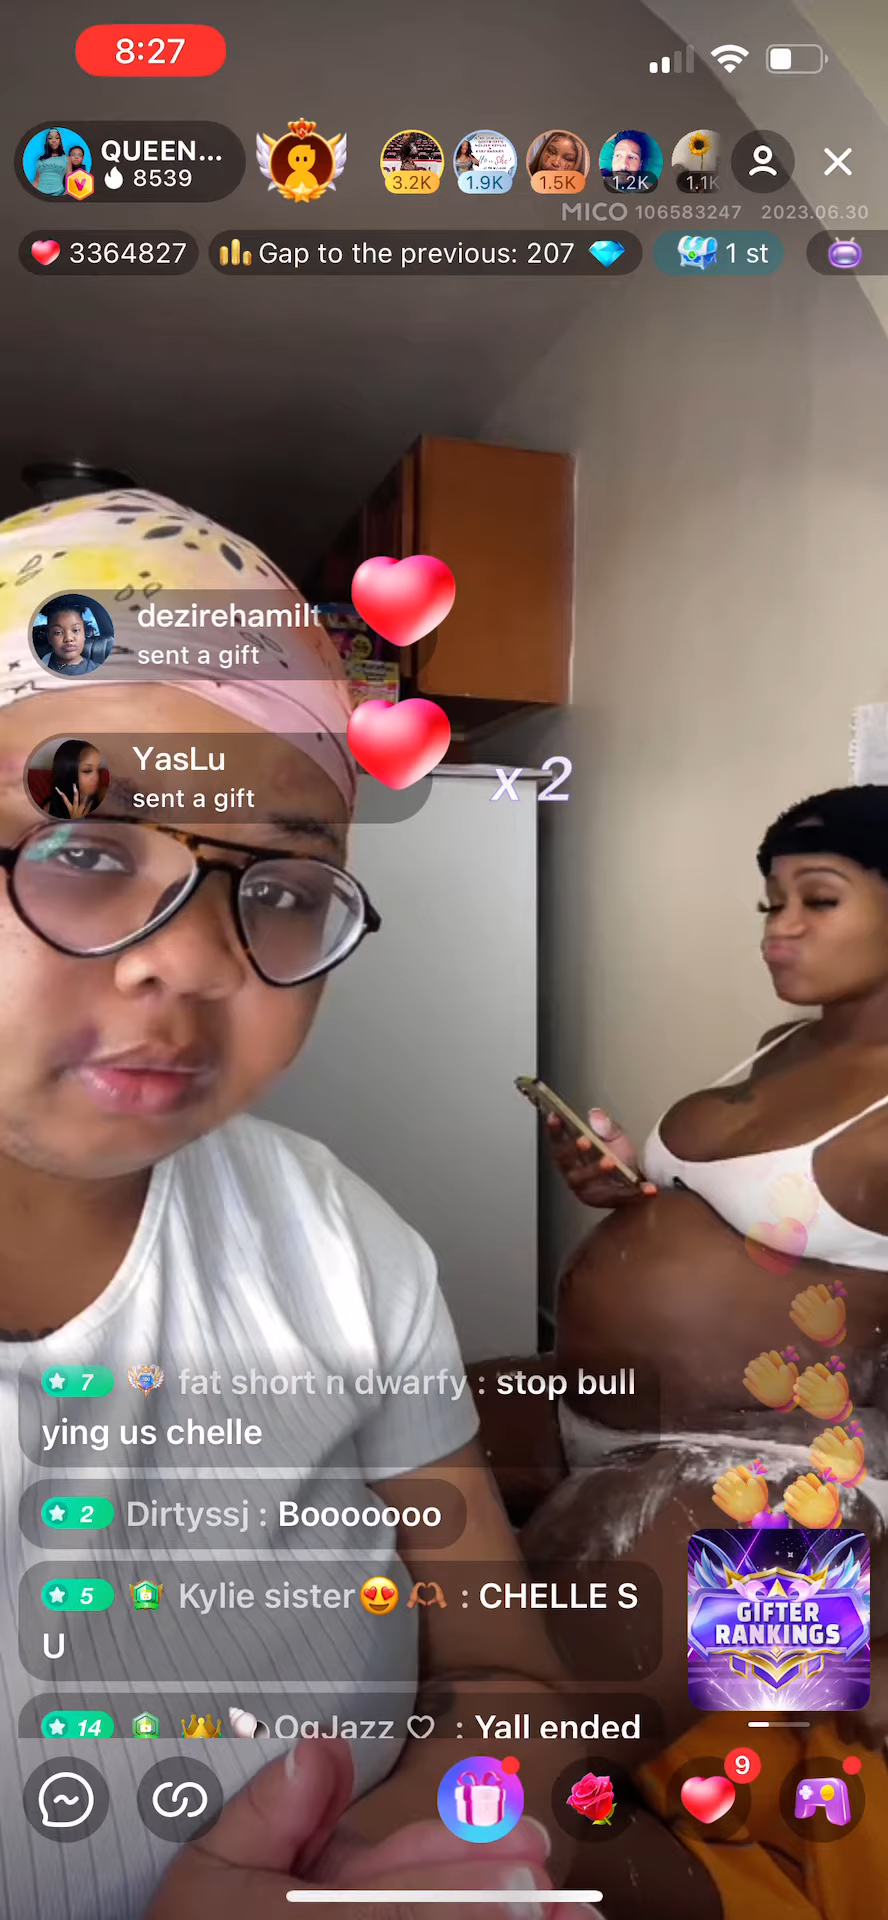 8:27
QUEEN...
8539
3.2K
1.9K
1.5K
1.2K
1.1K
MICO 106583247 2023.06.30
3364827
Gap to the previous: 207
1 st
dezirehamilt
sent a gift
YasLu
sent a gift
x 2
7 fat short n dwarfy : stop bull
ying us chelle
2 Dirtyssj : Booooooo
5 Kylie sister😍🫶🏾 : CHELLE S
U
GIFTER
RANKINGS
14 👑🐚OgJazz ♡ : Yall ended
9